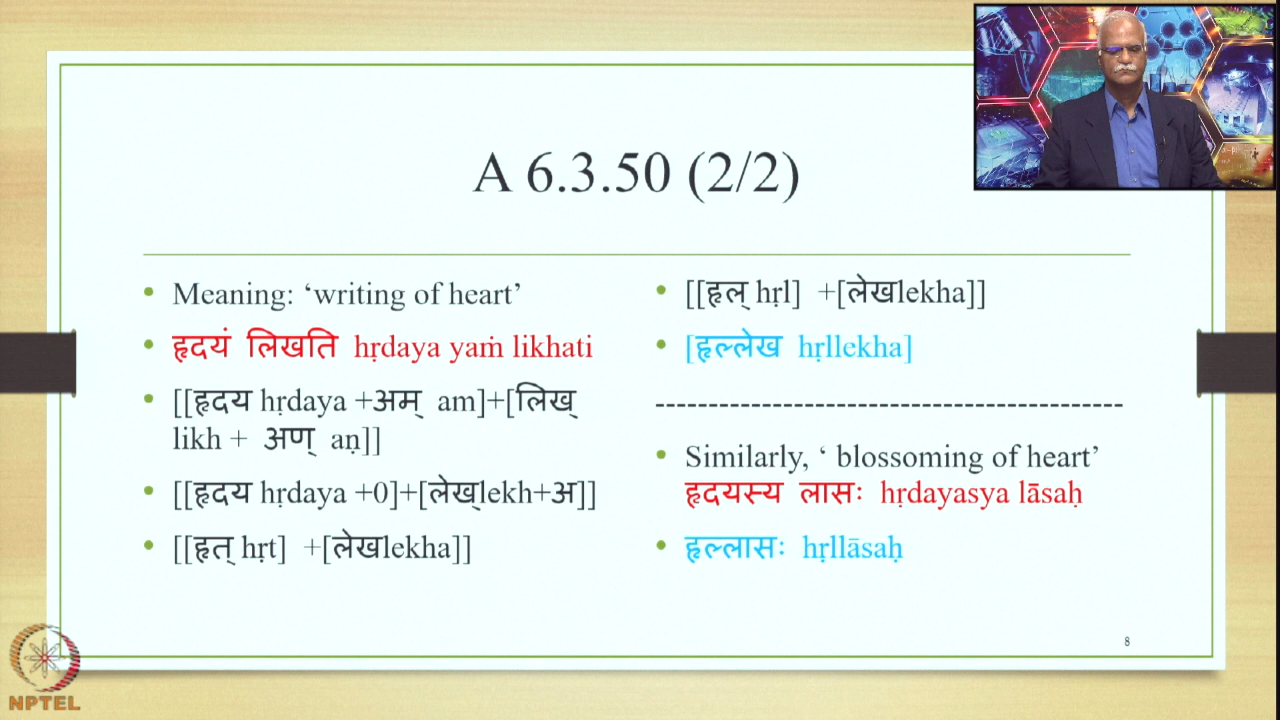 A 6.3.50 (2/2)
• Meaning: ‘writing of heart’
• हृदयं लिखति hṛdaya yaṁ likhati
• [[हृदय hṛdaya +अम् am]+[लिख्
likh + अण् aṇ]]
• [[हृदय hṛdaya +0]+[लेख्lekh+अ]]
• [[हृत् hṛt] +[लेखlekha]]
• [[हृल् hṛl] +[लेखlekha]]
• [हृल्लेख hṛllekha]
-------------------------------------------
• Similarly, ‘ blossoming of heart’
हृदयस्य लासः hṛdayasya lāsaḥ
• हृल्लासः hṛllāsaḥ
8
NPTEL